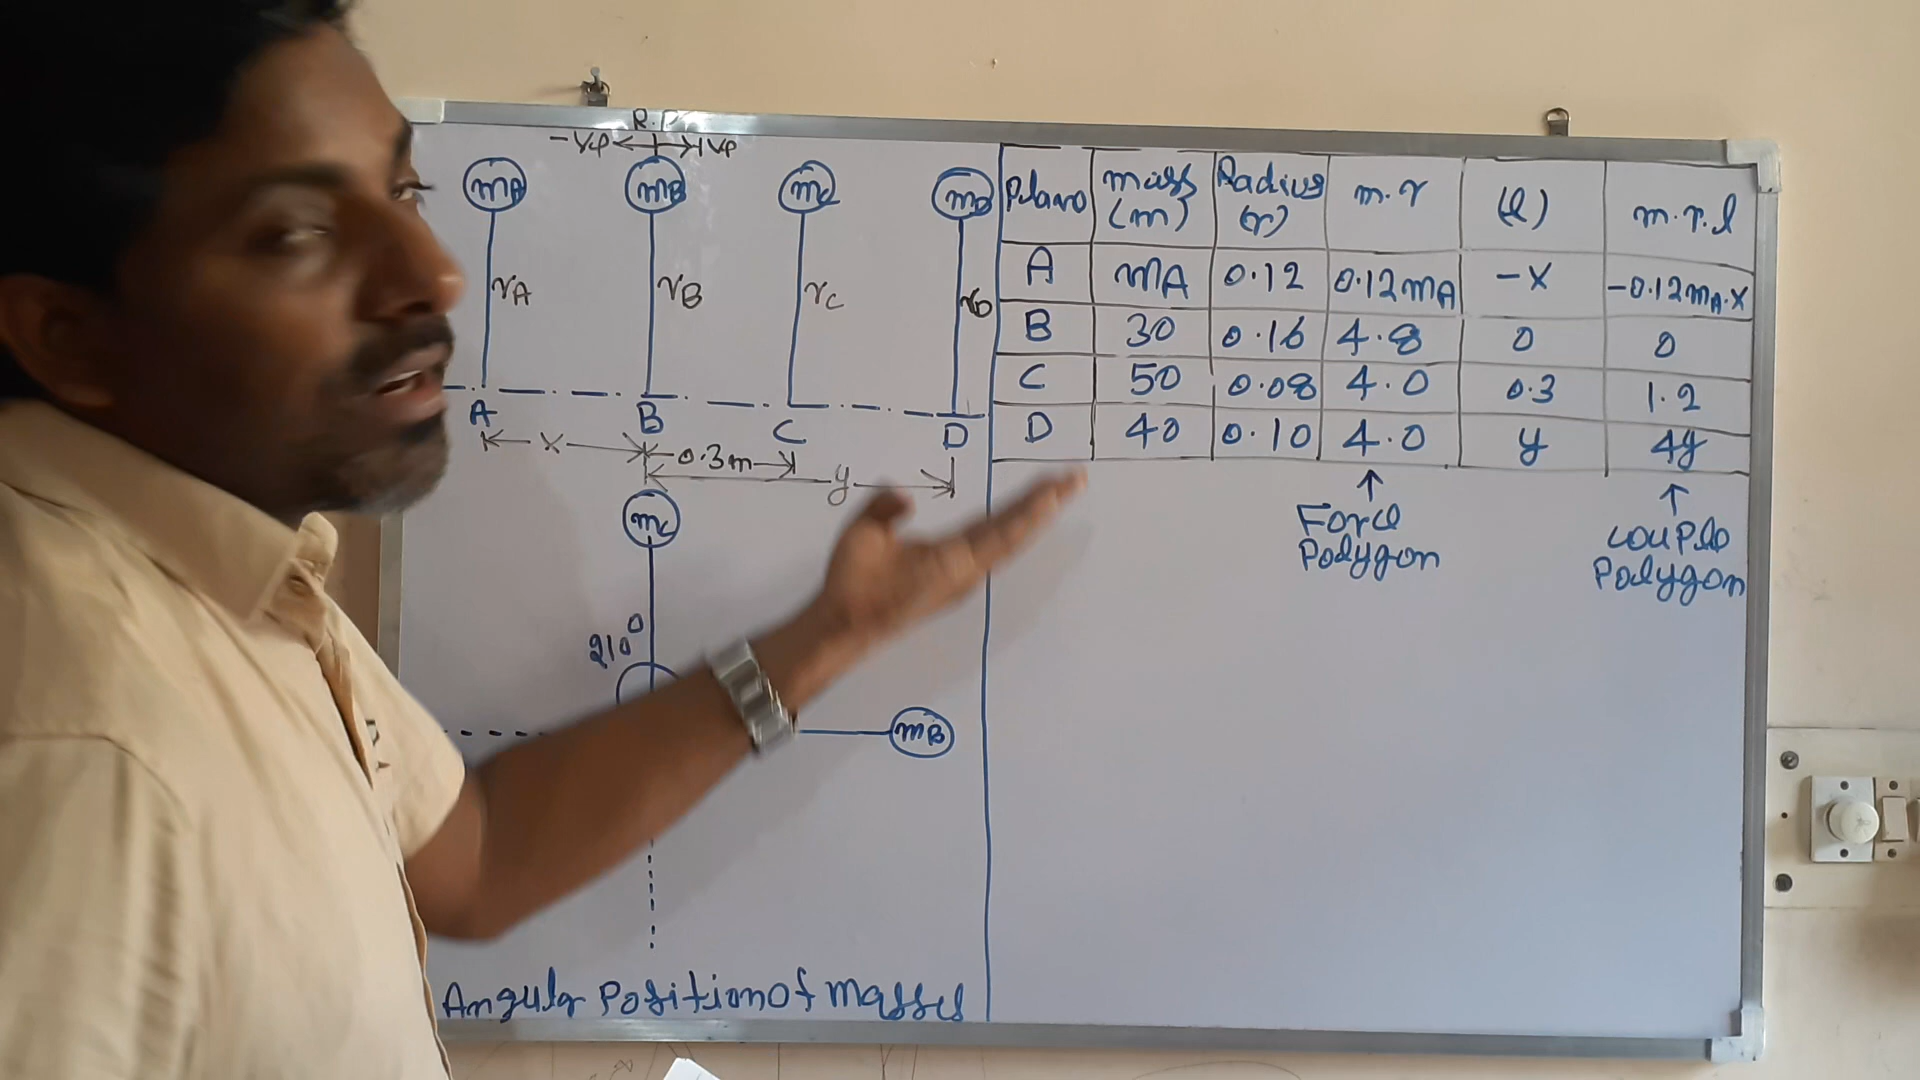 R.P
-ve +ve
mA mB mC mD
rA rB rC rD
A B C D
x 0.3m
y
mC
210°
mB
Angular Position of Masses
Plane mass (m) Radius (r) m.r (l) m.r.l
A mA 0.12 0.12mA -x -0.12mA.x
B 30 0.16 4.8 0 0
C 50 0.08 4.0 0.3 1.2
D 40 0.10 4.0 y 4y
Force Polygon
Couple Polygon